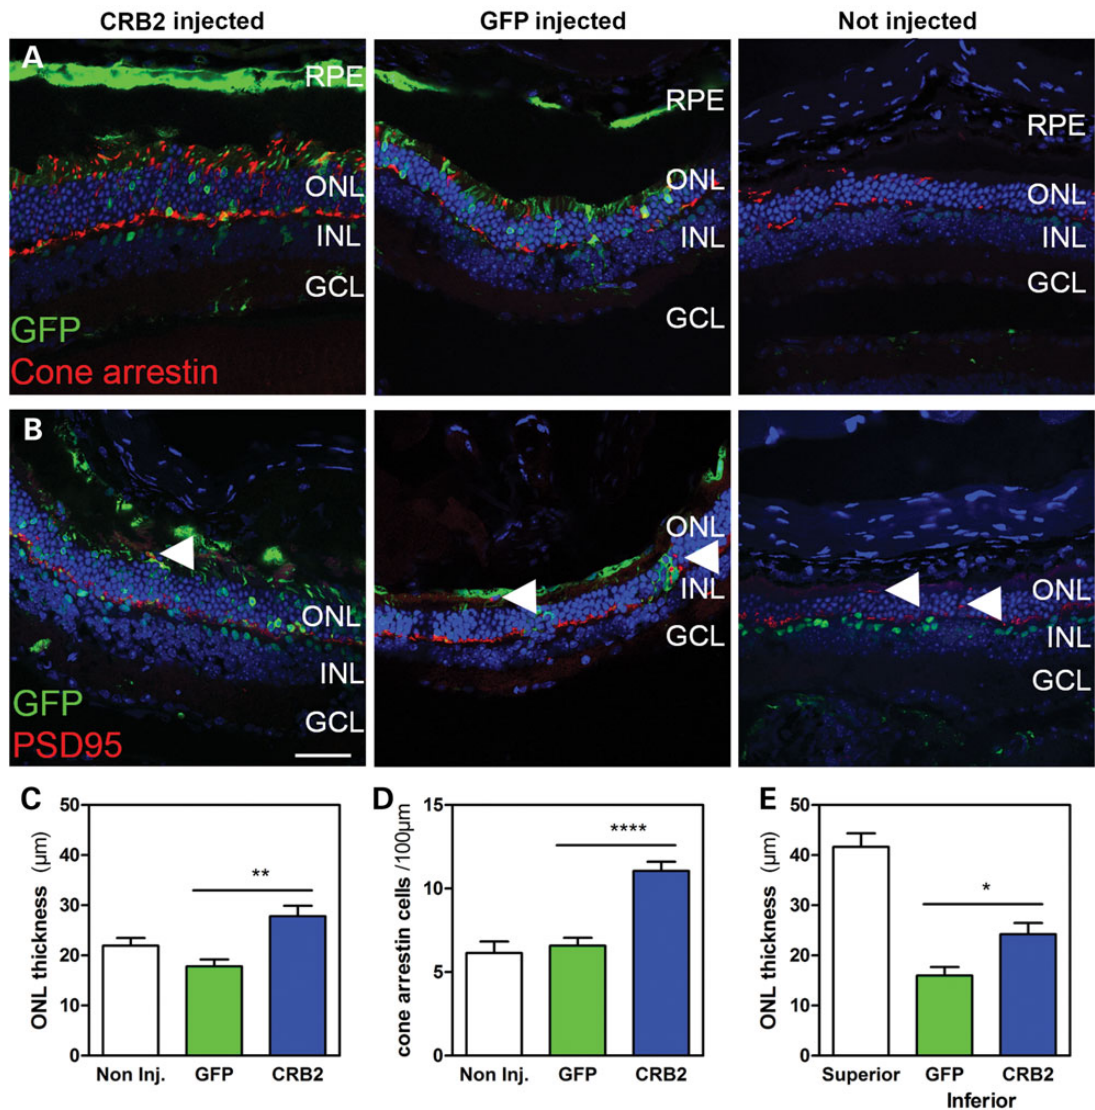 CRB2 injected
GFP injected
Not injected
A
RPE
ONL
INL
GCL
GFP
Cone arrestin
RPE
ONL
INL
GCL
RPE
ONL
INL
GCL
B
ONL
INL
GCL
GFP
PSD95
ONL
INL
GCL
ONL
INL
GCL
C
ONL thickness (µm)
50
40
30
20
10
0
**
Non Inj.
GFP
CRB2
D
cone arrestin cells /100µm
15
10
5
0
****
Non Inj.
GFP
CRB2
E
ONL thickness (µm)
50
40
30
20
10
0
*
Superior
GFP
CRB2
Inferior